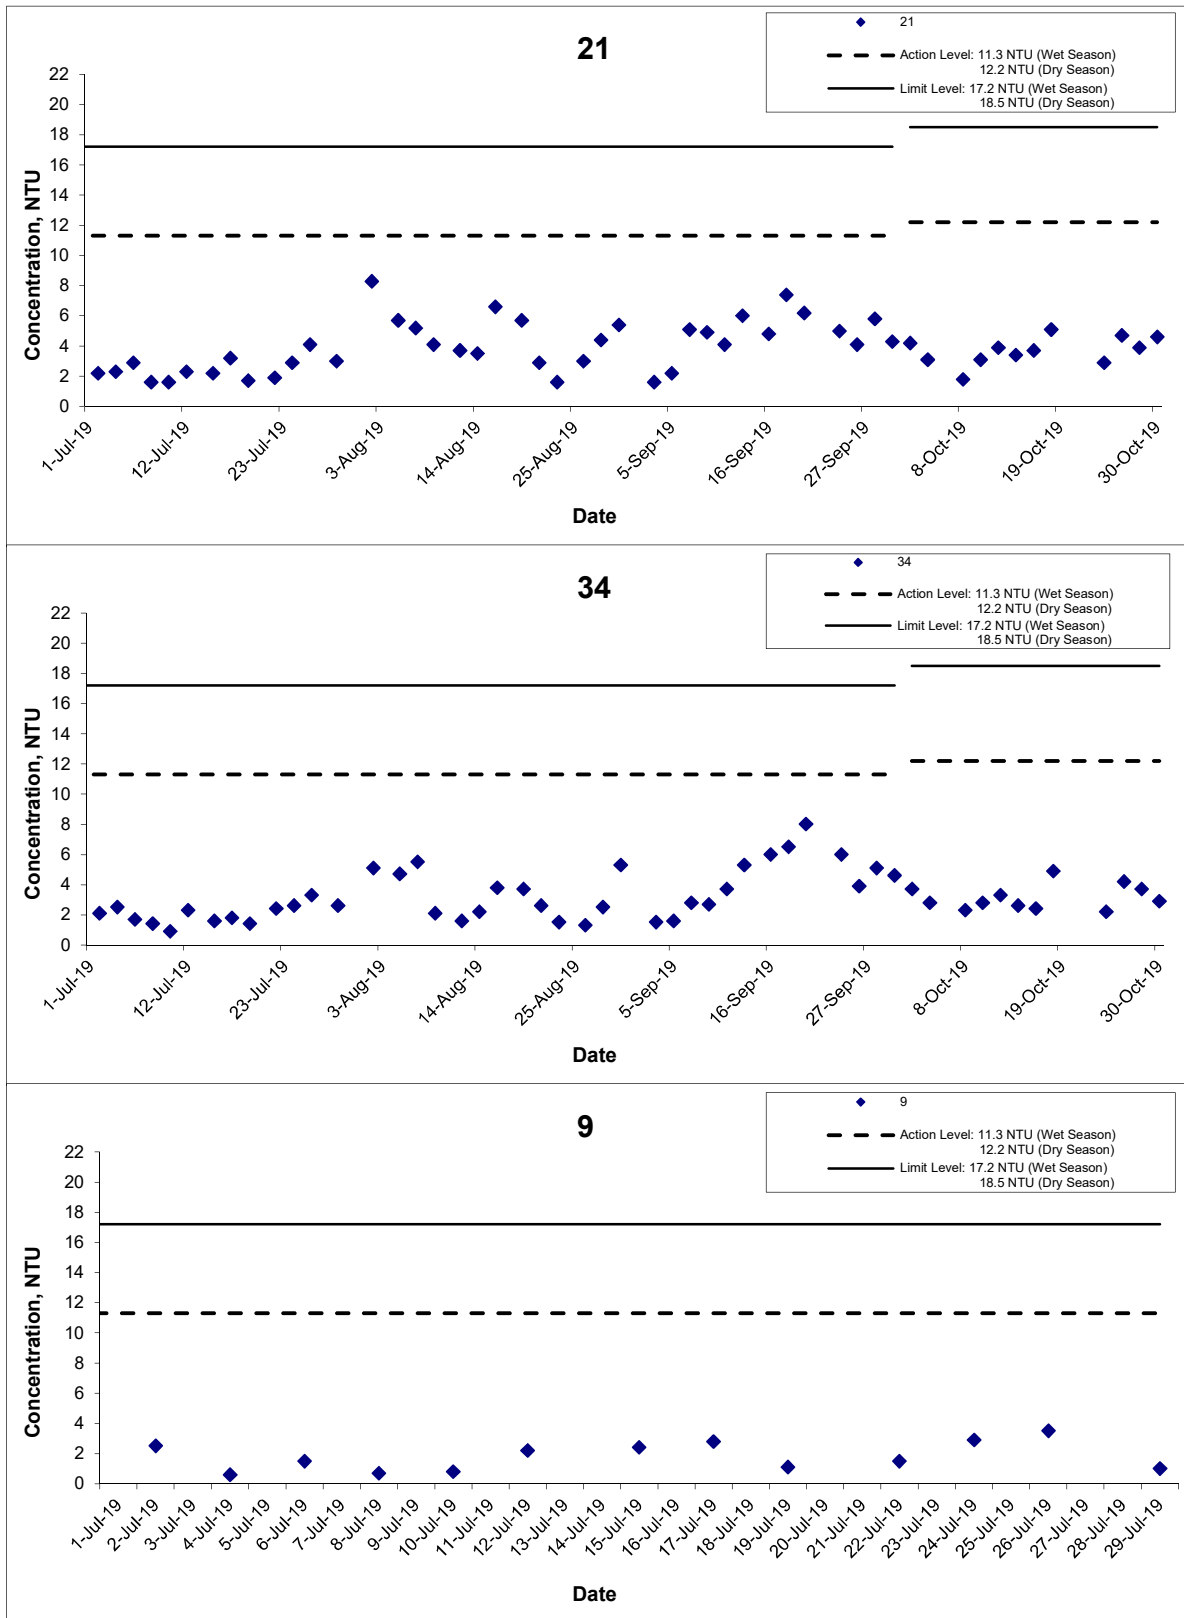 21
21
Action Level: 11.3 NTU (Wet Season)
12.2 NTU (Dry Season)
Limit Level: 17.2 NTU (Wet Season)
18.5 NTU (Dry Season)
Concentration, NTU
22
20
18
16
14
12
10
8
6
4
2
0
1-Jul-19
12-Jul-19
23-Jul-19
3-Aug-19
14-Aug-19
25-Aug-19
5-Sep-19
16-Sep-19
27-Sep-19
8-Oct-19
19-Oct-19
30-Oct-19
Date
34
34
Action Level: 11.3 NTU (Wet Season)
12.2 NTU (Dry Season)
Limit Level: 17.2 NTU (Wet Season)
18.5 NTU (Dry Season)
Concentration, NTU
22
20
18
16
14
12
10
8
6
4
2
0
1-Jul-19
12-Jul-19
23-Jul-19
3-Aug-19
14-Aug-19
25-Aug-19
5-Sep-19
16-Sep-19
27-Sep-19
8-Oct-19
19-Oct-19
30-Oct-19
Date
9
9
Action Level: 11.3 NTU (Wet Season)
12.2 NTU (Dry Season)
Limit Level: 17.2 NTU (Wet Season)
18.5 NTU (Dry Season)
Concentration, NTU
22
20
18
16
14
12
10
8
6
4
2
0
1-Jul-19
2-Jul-19
3-Jul-19
4-Jul-19
5-Jul-19
6-Jul-19
7-Jul-19
8-Jul-19
9-Jul-19
10-Jul-19
11-Jul-19
12-Jul-19
13-Jul-19
14-Jul-19
15-Jul-19
16-Jul-19
17-Jul-19
18-Jul-19
19-Jul-19
20-Jul-19
21-Jul-19
22-Jul-19
23-Jul-19
24-Jul-19
25-Jul-19
26-Jul-19
27-Jul-19
28-Jul-19
29-Jul-19
Date